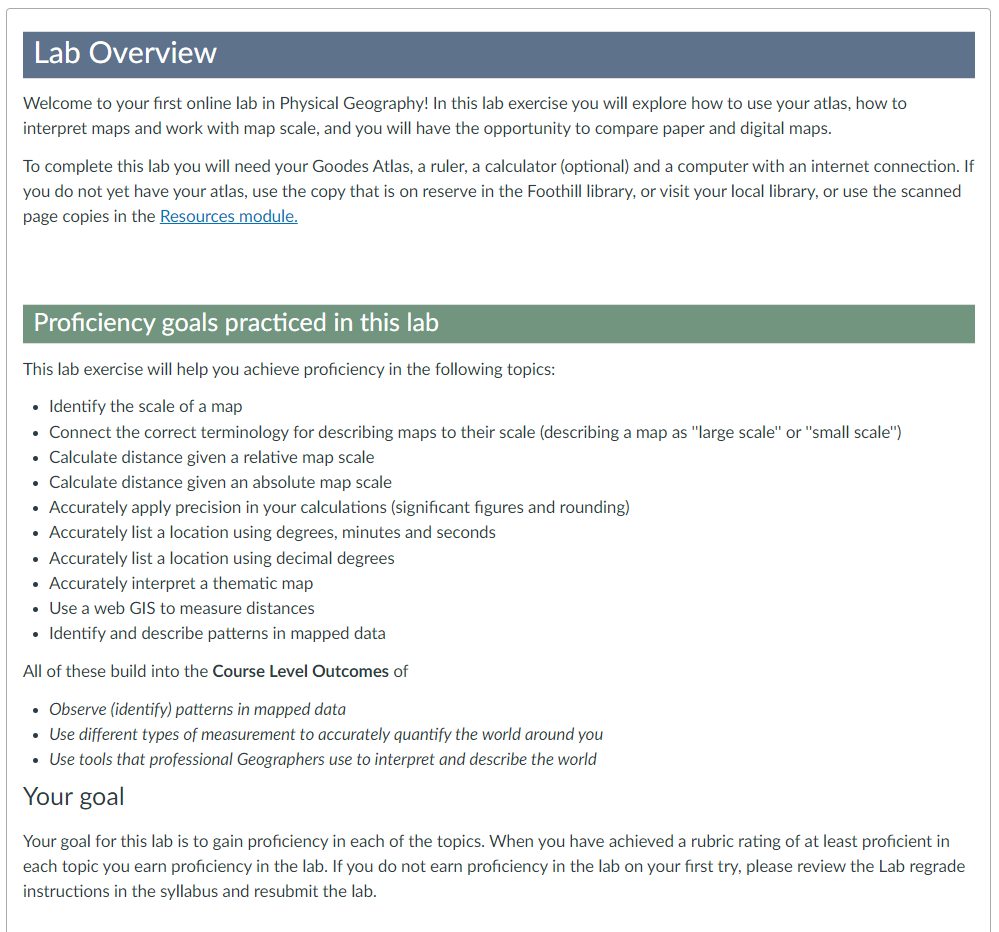 Lab Overview
Welcome to your first online lab in Physical Geography! In this lab exercise you will explore how to use your atlas, how to
interpret maps and work with map scale, and you will have the opportunity to compare paper and digital maps.
To complete this lab you will need your Goodes Atlas, a ruler, a calculator (optional) and a computer with an internet connection. If
you do not yet have your atlas, use the copy that is on reserve in the Foothill library, or visit your local library, or use the scanned
page copies in the Resources module.
Proficiency goals practiced in this lab
This lab exercise will help you achieve proficiency in the following topics:
• Identify the scale of a map
• Connect the correct terminology for describing maps to their scale (describing a map as "large scale" or "small scale")
• Calculate distance given a relative map scale
• Calculate distance given an absolute map scale
• Accurately apply precision in your calculations (significant figures and rounding)
• Accurately list a location using degrees, minutes and seconds
• Accurately list a location using decimal degrees
• Accurately interpret a thematic map
• Use a web GIS to measure distances
• Identify and describe patterns in mapped data
All of these build into the Course Level Outcomes of
• Observe (identify) patterns in mapped data
• Use different types of measurement to accurately quantify the world around you
• Use tools that professional Geographers use to interpret and describe the world
Your goal
Your goal for this lab is to gain proficiency in each of the topics. When you have achieved a rubric rating of at least proficient in
each topic you earn proficiency in the lab. If you do not earn proficiency in the lab on your first try, please review the Lab regrade
instructions in the syllabus and resubmit the lab.